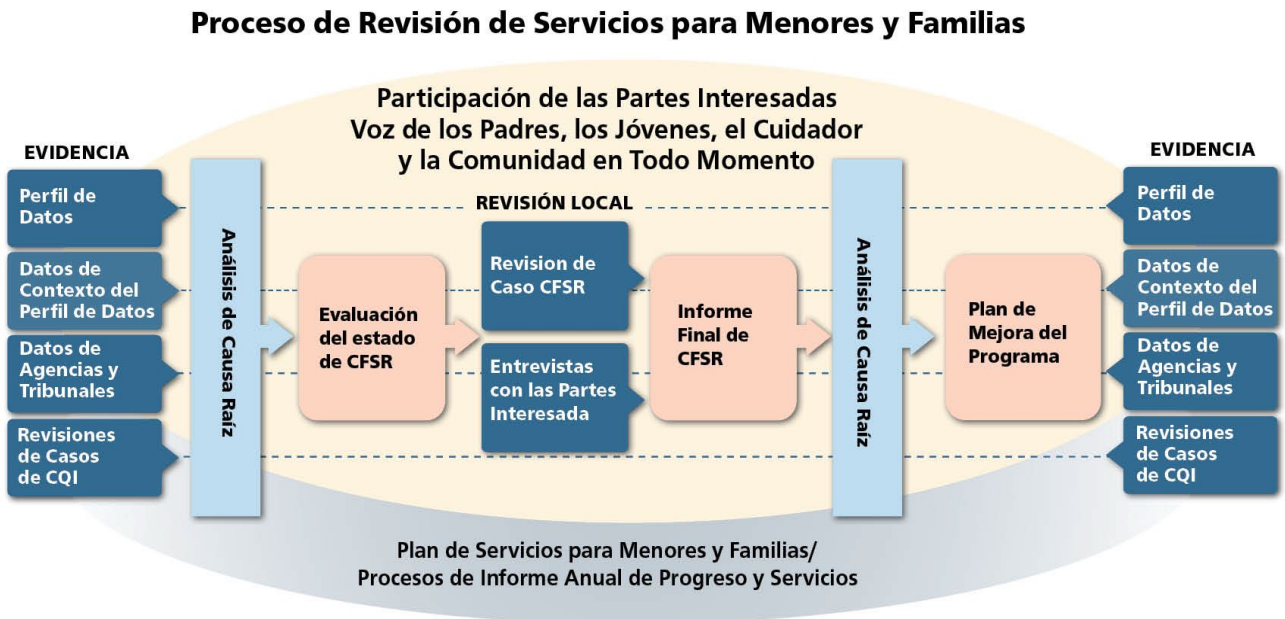 Proceso de Revisión de Servicios para Menores y Familias
Participación de las Partes Interesadas
Voz de los Padres, los Jóvenes, el Cuidador
y la Comunidad en Todo Momento
EVIDENCIA
Perfil de
Datos
Datos de
Contexto del
Perfil de Datos
Datos de
Agencias y
Tribunales
Revisiones
de Casos
de CQI
Análisis de Causa Raíz
Evaluación
del estado
de CFSR
REVISIÓN LOCAL
Revision de
Caso CFSR
Entrevistas
con las Partes
Interesada
Informe
Final de
CFSR
Análisis de Causa Raíz
Plan de
Mejora del
Programa
EVIDENCIA
Perfil de
Datos
Datos de
Contexto del
Perfil de Datos
Datos de
Agencias y
Tribunales
Revisiones
de Casos
de CQI
Plan de Servicios para Menores y Familias/
Procesos de Informe Anual de Progreso y Servicios